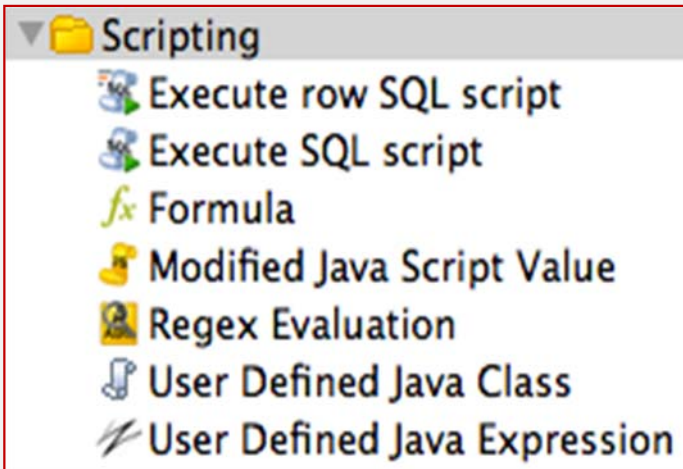 Scripting
Execute row SQL script
Execute SQL script
fx Formula
Modified Java Script Value
Regex Evaluation
User Defined Java Class
User Defined Java Expression